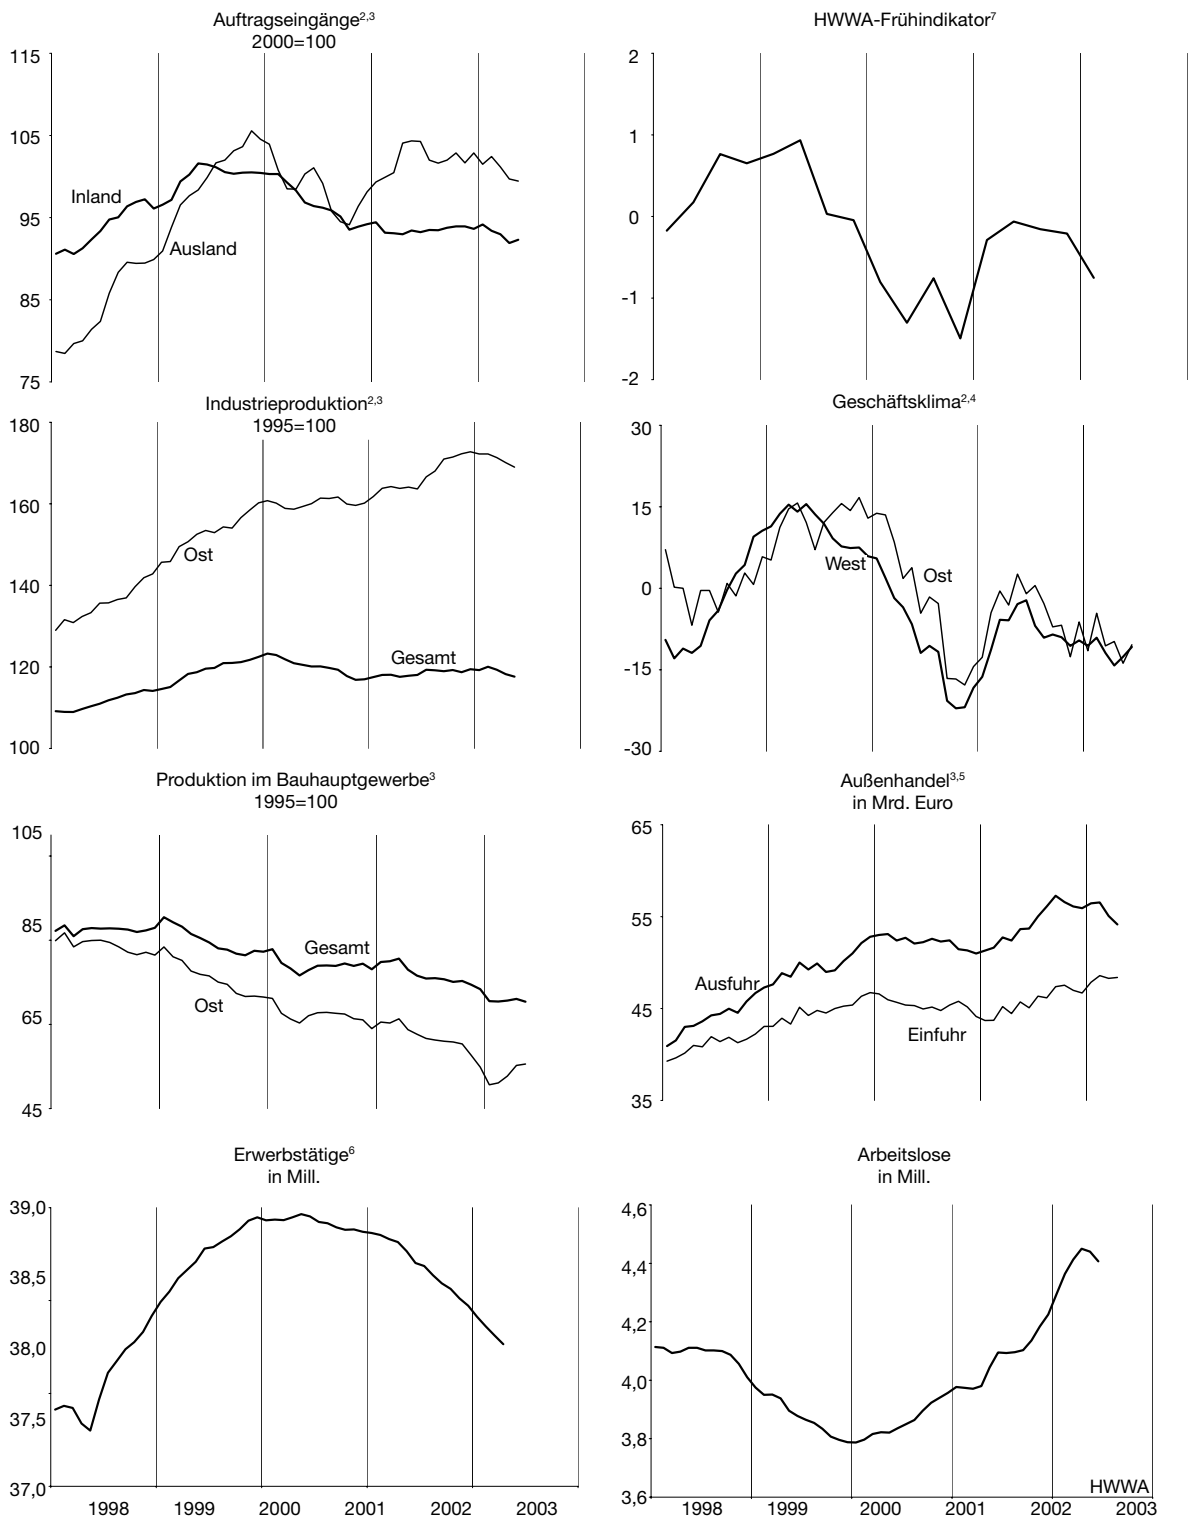 Auftragseingänge2,3
2000=100
115
105
95
85
75
Inland
Ausland
HWWA-Frühindikator7
2
1
0
-1
-2
Industrieproduktion2,3
1995=100
180
160
140
120
100
Ost
Gesamt
Geschäftsklima2,4
30
15
0
-15
-30
West
Ost
Produktion im Bauhauptgewerbe3
1995=100
105
85
65
45
Gesamt
Ost
Außenhandel3,5
in Mrd. Euro
65
55
45
35
Ausfuhr
Einfuhr
Erwerbstätige6
in Mill.
39,0
38,5
38,0
37,5
37,0
1998 1999 2000 2001 2002 2003
Arbeitslose
in Mill.
4,6
4,4
4,2
4,0
3,8
3,6
HWWA
1998 1999 2000 2001 2002 2003